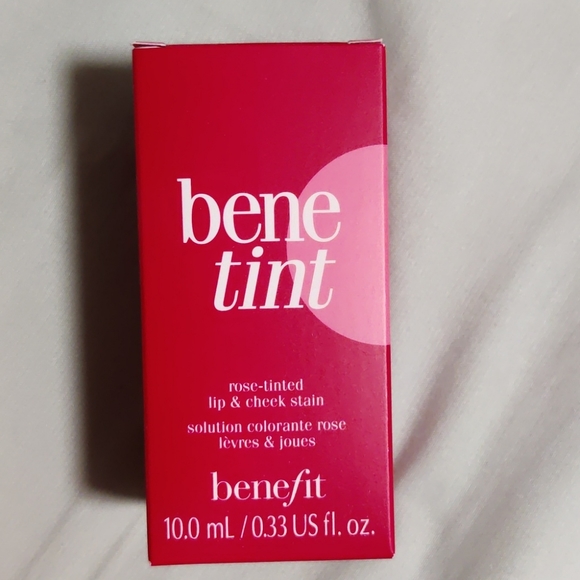 bene
tint
rose-tinted
lip & cheek stain
solution colorante rose
lèvres & joues
benefit
10.0 mL / 0.33 US fl. oz.